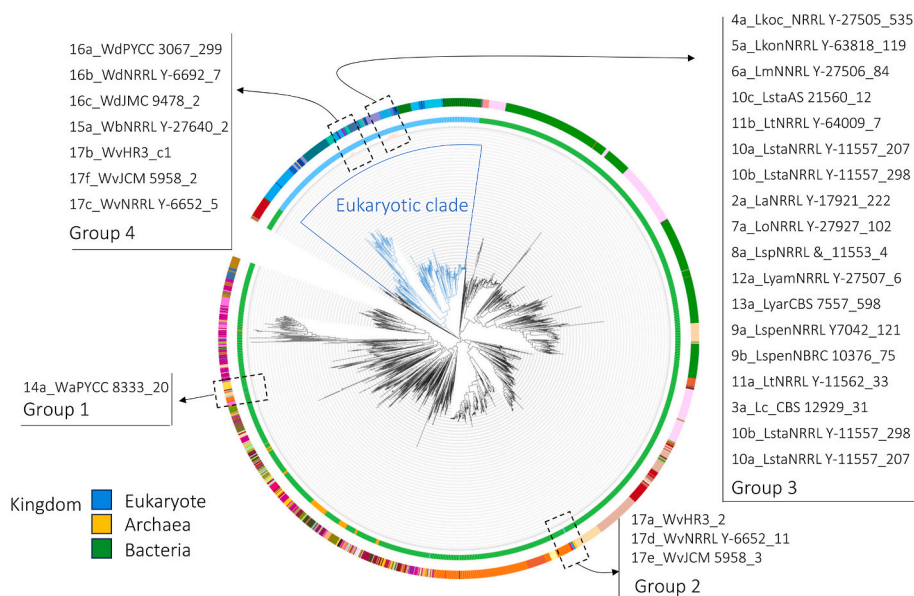 16a_WdPYCC 3067_299
16b_WdNRRL Y-6692_7
16c_WdJMC 9478_2
15a_WbNRRL Y-27640_2
17b_WvHR3_c1
17f_WvJCM 5958_2
17c_WvNRRL Y-6652_5
Group 4
4a_Lkoc_NRRL Y-27505_535
5a_LkonNRRL Y-63818_119
6a_LmNNRL Y-27506_84
10c_LstaAS 21560_12
11b_LtNRRL Y-64009_7
10a_LstaNRRL Y-11557_207
10b_LstaNRRL Y-11557_298
2a_LaNRRL Y-17921_222
7a_LoNRRL Y-27927_102
8a_LspNRRL &_11553_4
12a_LyamNRRL Y-27507_6
13a_LyarCBS 7557_598
9a_LspenNRRL Y7042_121
9b_LspenNBRC 10376_75
11a_LtNRRL Y-11562_33
3a_Lc_CBS 12929_31
10b_LstaNRRL Y-11557_298
10a_LstaNRRL Y-11557_207
Group 3
Eukaryotic clade
14a_WaPYCC 8333_20
Group 1
Kingdom
Eukaryote
Archaea
Bacteria
17a_WvHR3_2
17d_WvNRRL Y-6652_11
17e_WvJCM 5958_3
Group 2